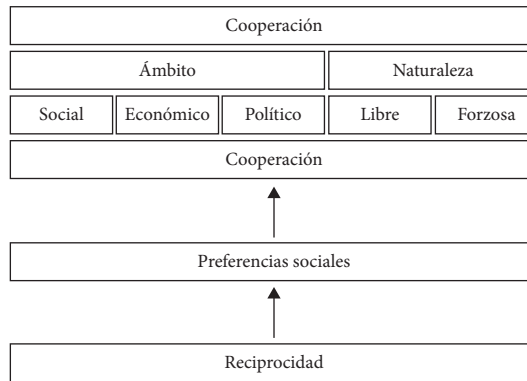 Cooperación
Ámbito Naturaleza
Social Económico Político Libre Forzosa
Cooperación
Preferencias sociales
Reciprocidad